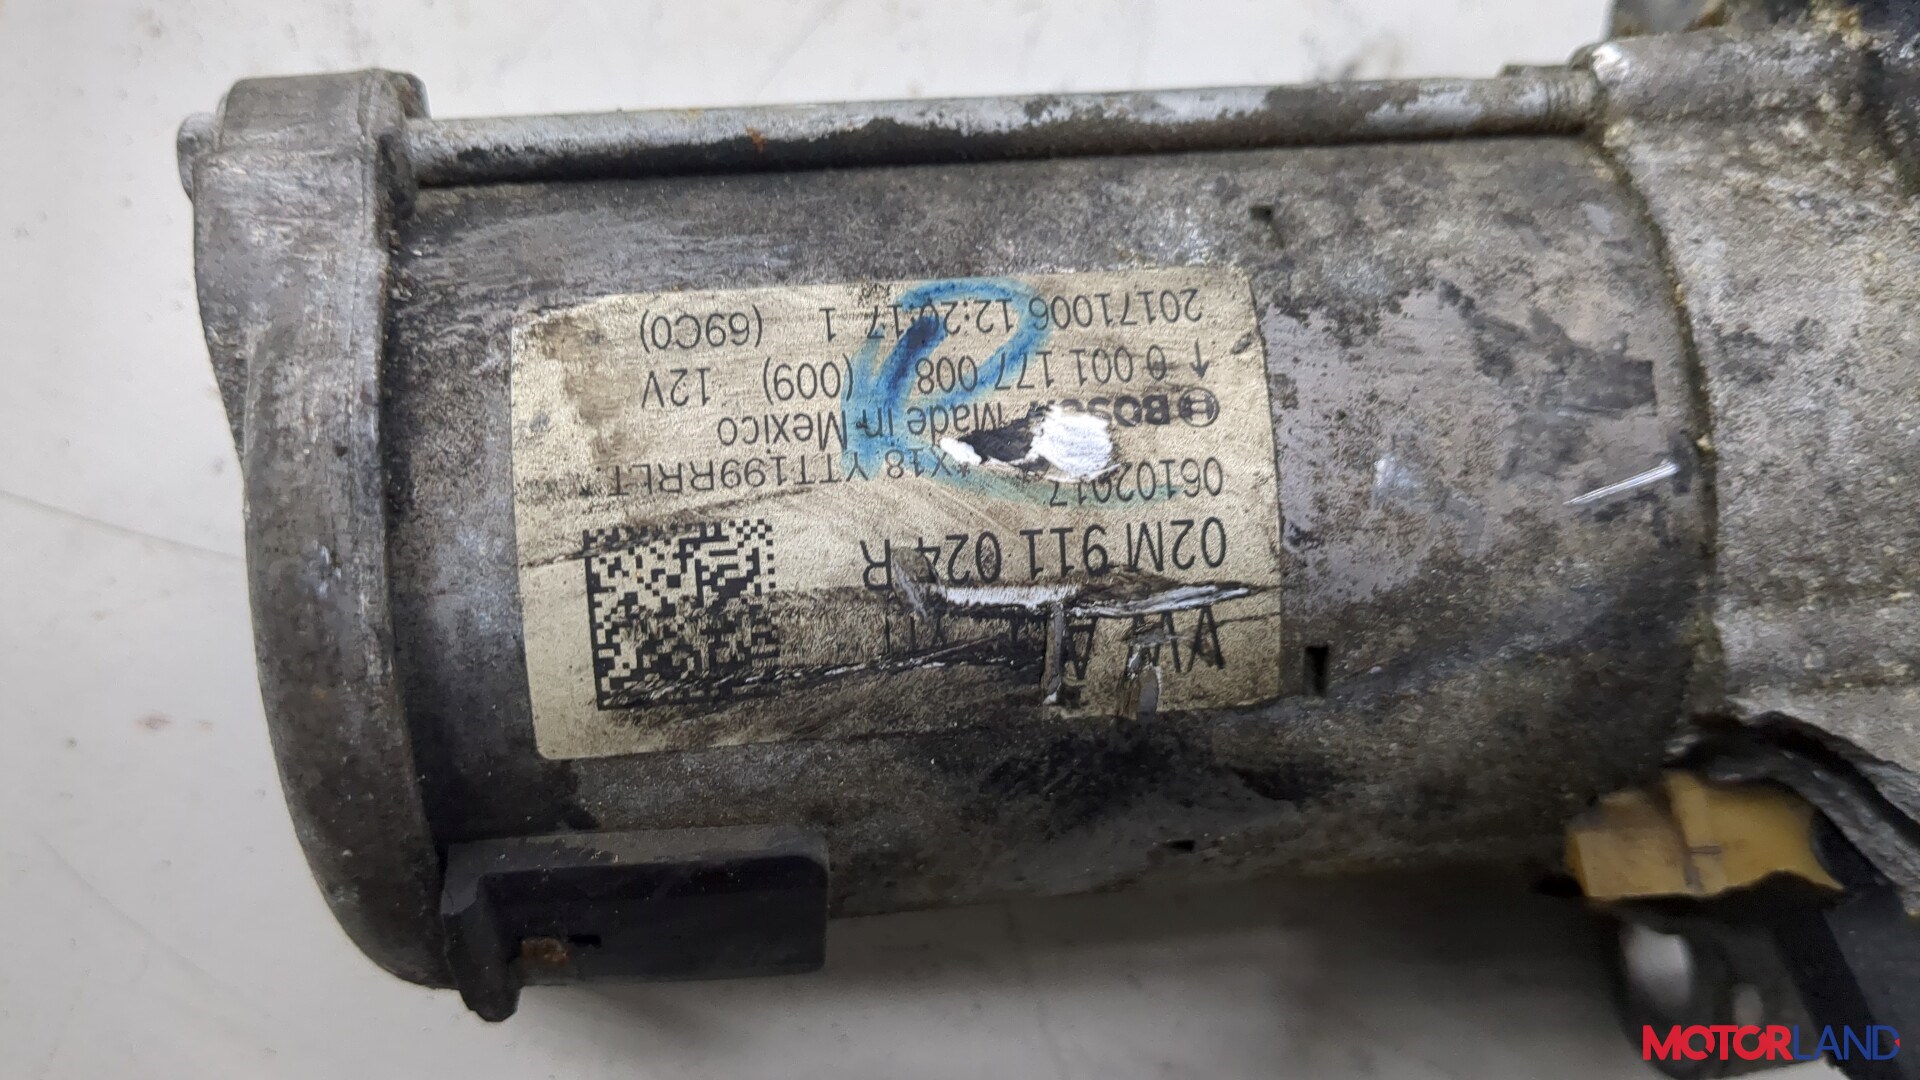 02M 911 024 R
06102017 *X18 YTT199RRLT*
BOSCH Made in Mexico
↑ 0 001 177 008 (009) 12V
20171006 12:20:17 1 (69C0)
MOTORLAND